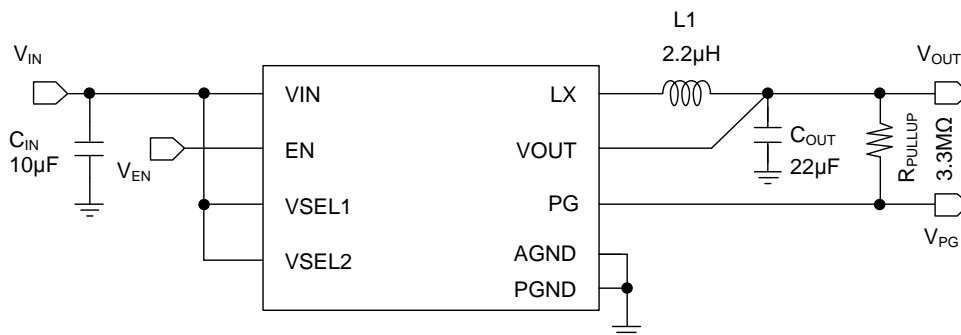 L1
2.2µH
VIN
VOUT
VIN
LX
CIN
10µF
VEN
EN
VOUT
COUT
22µF
RPULLUP
3.3MΩ
VSEL1
PG
VPG
VSEL2
AGND
PGND